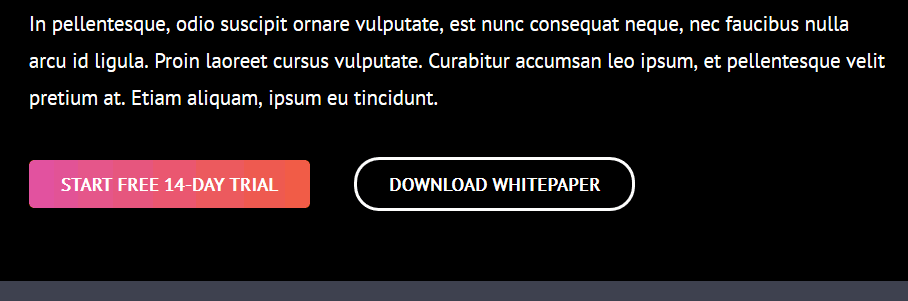 In pellentesque, odio suscipit ornare vulputate, est nunc consequat neque, nec faucibus nulla
arcu id ligula. Proin laoreet cursus vulputate. Curabitur accumsan leo ipsum, et pellentesque velit
pretium at. Etiam aliquam, ipsum eu tincidunt.
START FREE 14-DAY TRIAL
DOWNLOAD WHITEPAPER